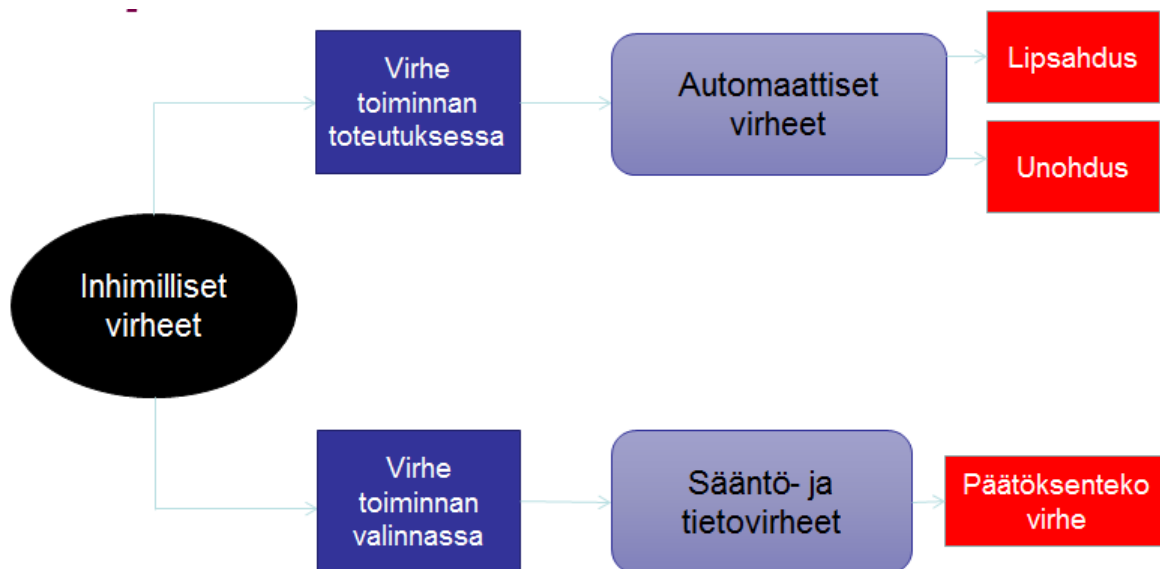 Virhe
toiminnan
toteutuksessa
Automaattiset
virheet
Lipsahdus
Unohdus
Inhimilliset
virheet
Virhe
toiminnan
valinnassa
Sääntö- ja
tietovirheet
Päätöksenteko
virhe